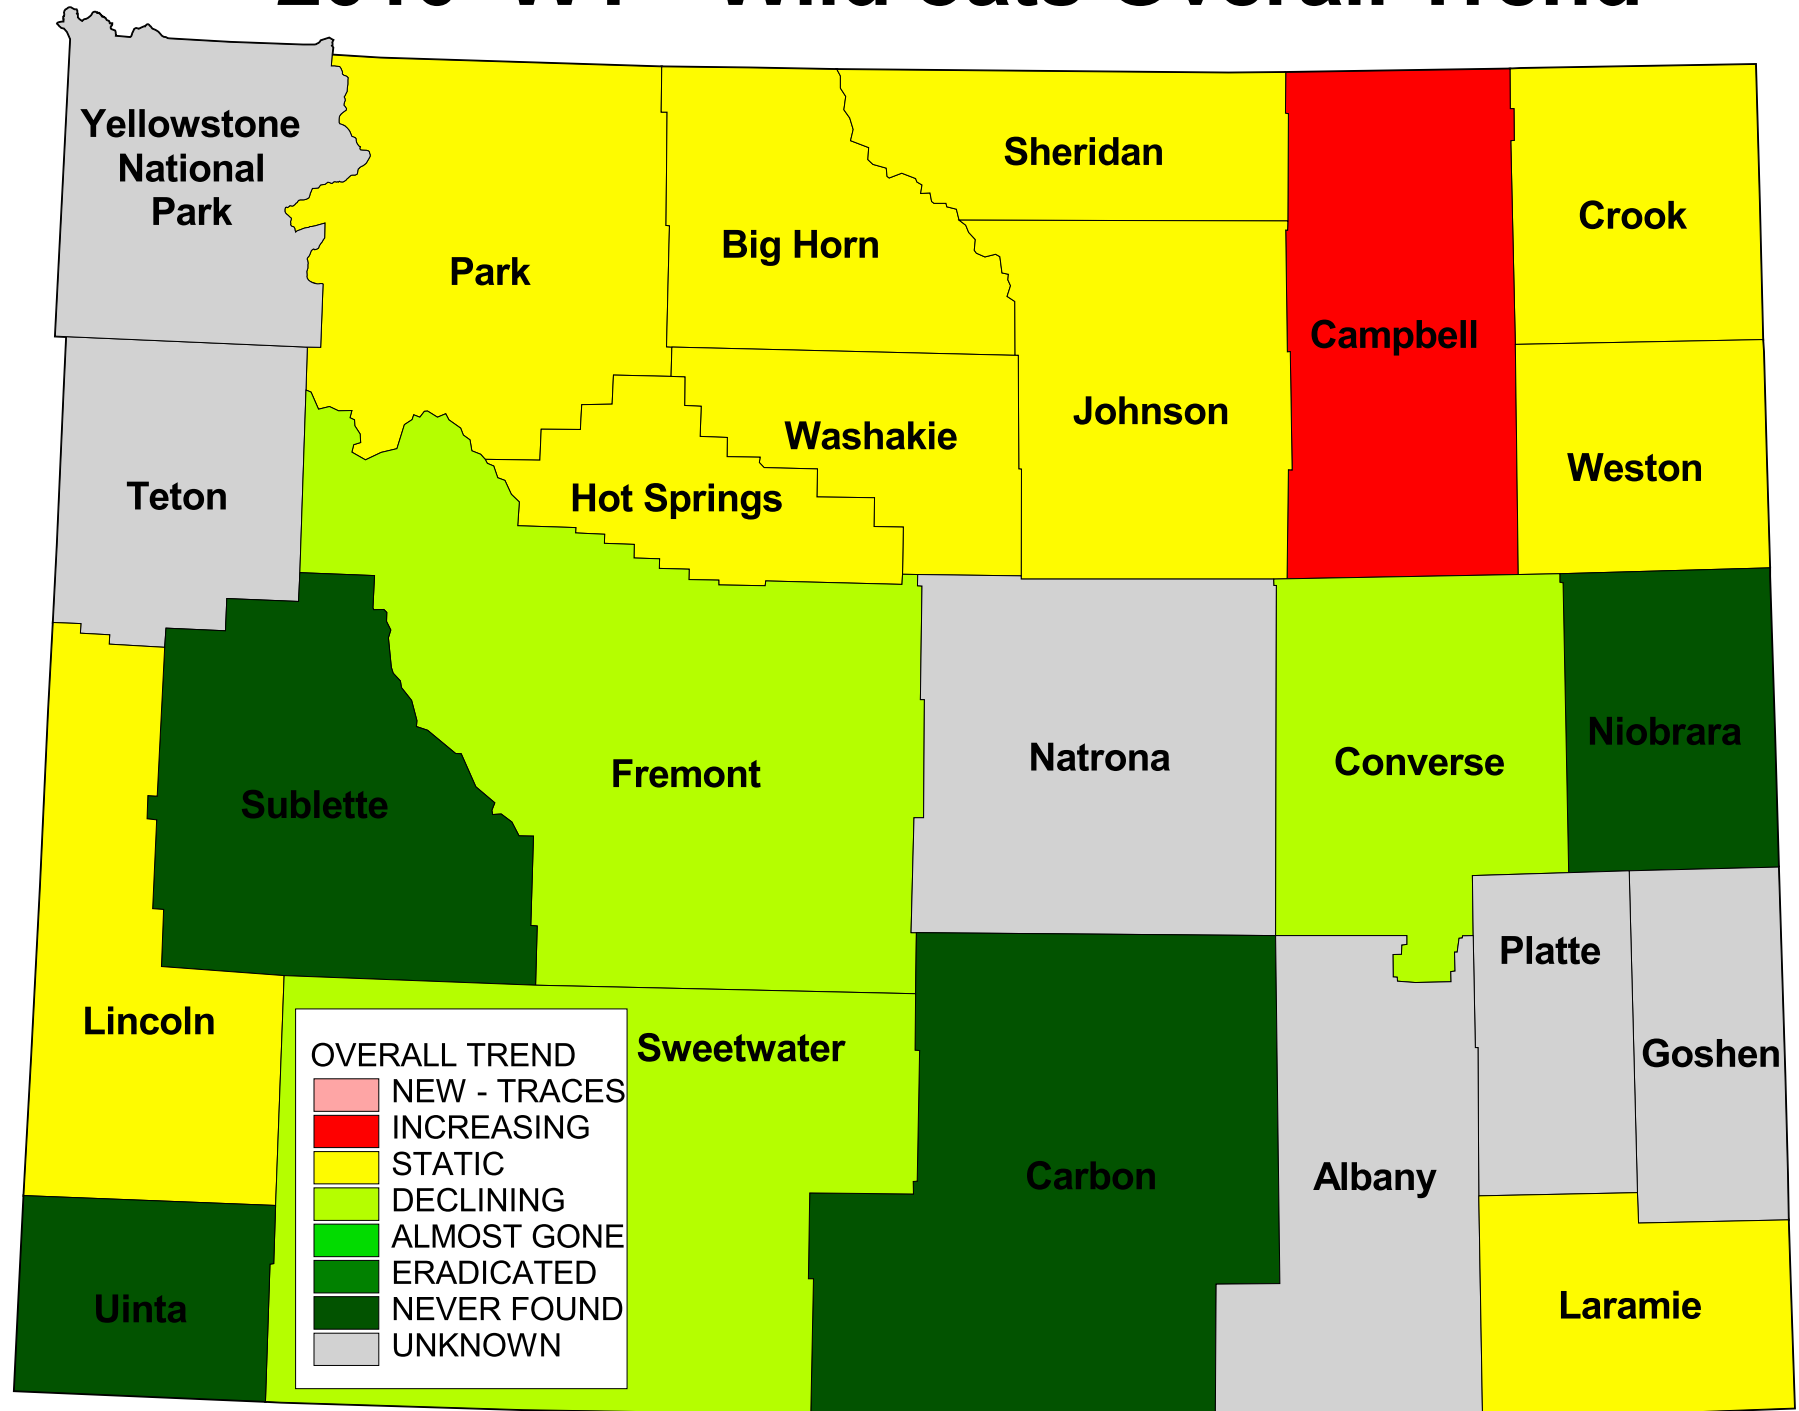 Yellowstone
National
Park
Sheridan
Crook
Big Horn
Park
Campbell
Johnson
Washakie
Weston
Teton
Hot Springs
Niobrara
Natrona
Converse
Fremont
Sublette
Platte
Lincoln
Sweetwater
Goshen
OVERALL TREND
NEW - TRACES
INCREASING
STATIC
DECLINING
ALMOST GONE
ERADICATED
NEVER FOUND
UNKNOWN
Carbon
Albany
Uinta
Laramie